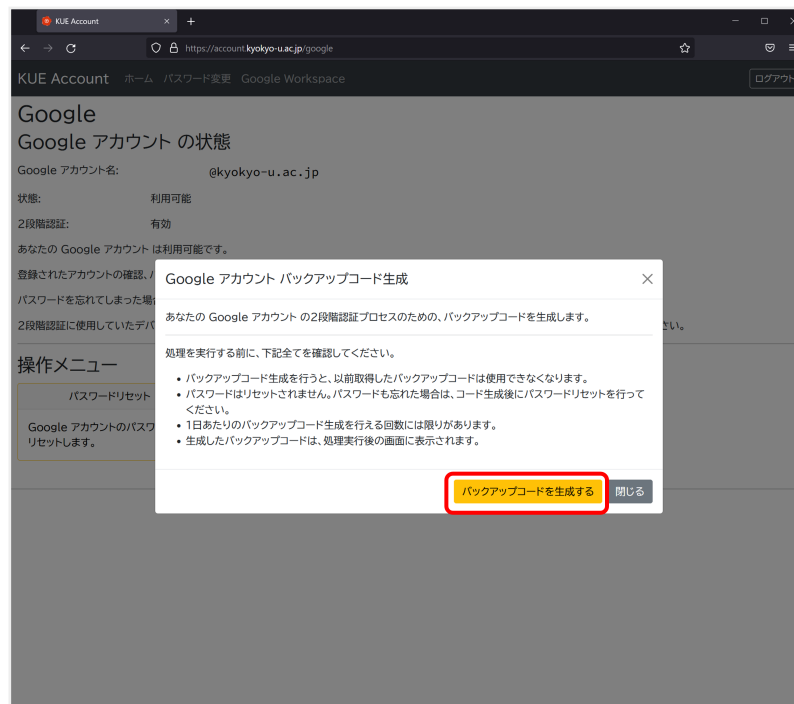 KUE Account
https://account.kyokyo-u.ac.jp/google
KUE Account ホーム パスワード変更 Google Workspace ログアウト
Google
Google アカウント の状態
Google アカウント名: @kyokyo-u.ac.jp
状態: 利用可能
2段階認証: 有効
あなたの Google アカウント は利用可能です。
登録されたアカウントの確認、
パスワードを忘れてしまった場
2段階認証に使用していたデバ
さい。
操作メニュー
パスワードリセット
Google アカウントのパスワ
リセットします。
Google アカウント バックアップコード生成
あなたの Google アカウント の2段階認証プロセスのための、バックアップコードを生成します。
処理を実行する前に、下記全てを確認してください。
• バックアップコード生成を行うと、以前取得したバックアップコードは使用できなくなります。
• パスワードはリセットされません。パスワードも忘れた場合は、コード生成後にパスワードリセットを行って
ください。
• 1日あたりのバックアップコード生成を行える回数には限りがあります。
• 生成したバックアップコードは、処理実行後の画面に表示されます。
バックアップコードを生成する 閉じる